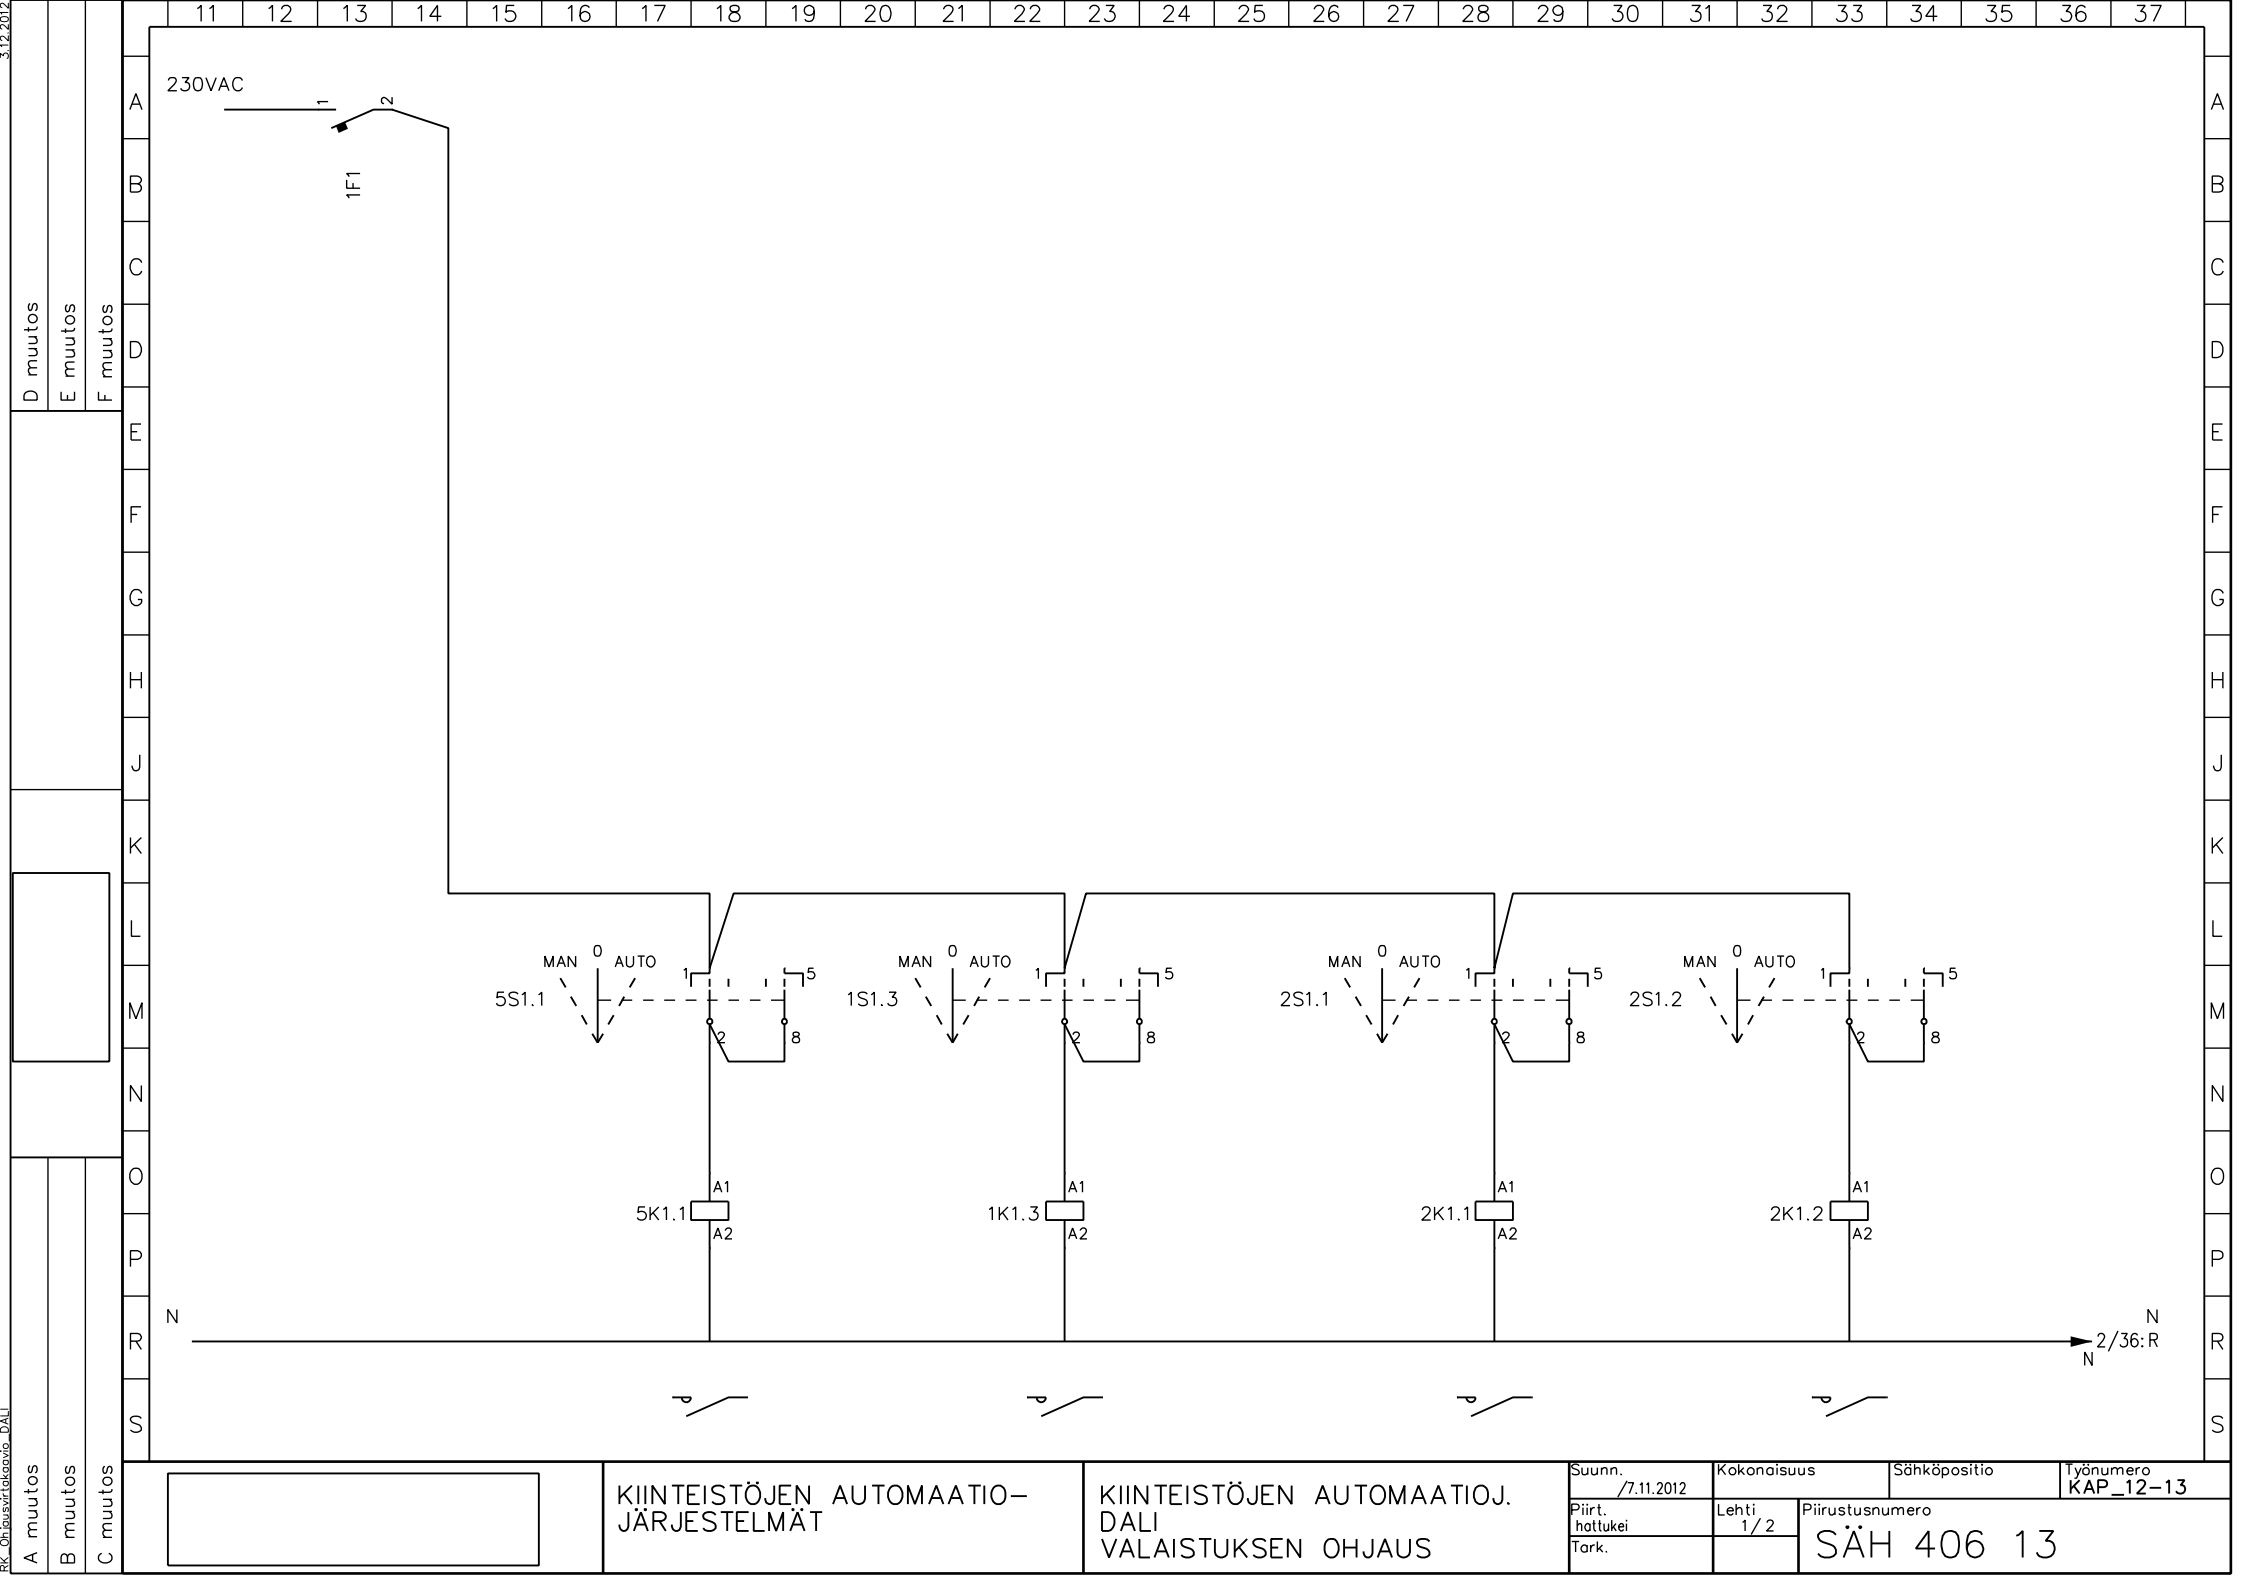 11 12 13 14 15 16 17 18 19 20 21 22 23 24 25 26 27 28 29 30 31 32 33 34 35 36 37
3.12.2012
D muutos
E muutos
F muutos
A muutos
B muutos
C muutos
RK_Ohjausvirtakaavio_DALI
A A
B B
C C
D D
E E
F F
G G
H H
J J
K K
L L
M M
N N
O O
P P
R R
S S
230VAC
1 2
1F1
MAN 0 AUTO 1 5
5S1.1
2 8
MAN 0 AUTO 1 5
1S1.3
2 8
MAN 0 AUTO 1 5
2S1.1
2 8
MAN 0 AUTO 1 5
2S1.2
2 8
A1
5K1.1
A2
A1
1K1.3
A2
A1
2K1.1
A2
A1
2K1.2
A2
N
N
2/36:R
N
KIINTEISTÖJEN AUTOMAATIO-
JÄRJESTELMÄT
KIINTEISTÖJEN AUTOMAATIOJ.
DALI
VALAISTUKSEN OHJAUS
Suunn.
/7.11.2012
Piirt.
hattukei
Tark.
Kokonaisuus
Lehti
1/2
Sähköpositio
Työnumero
KAP_12-13
Piirustusnumero
SÄH 406 13